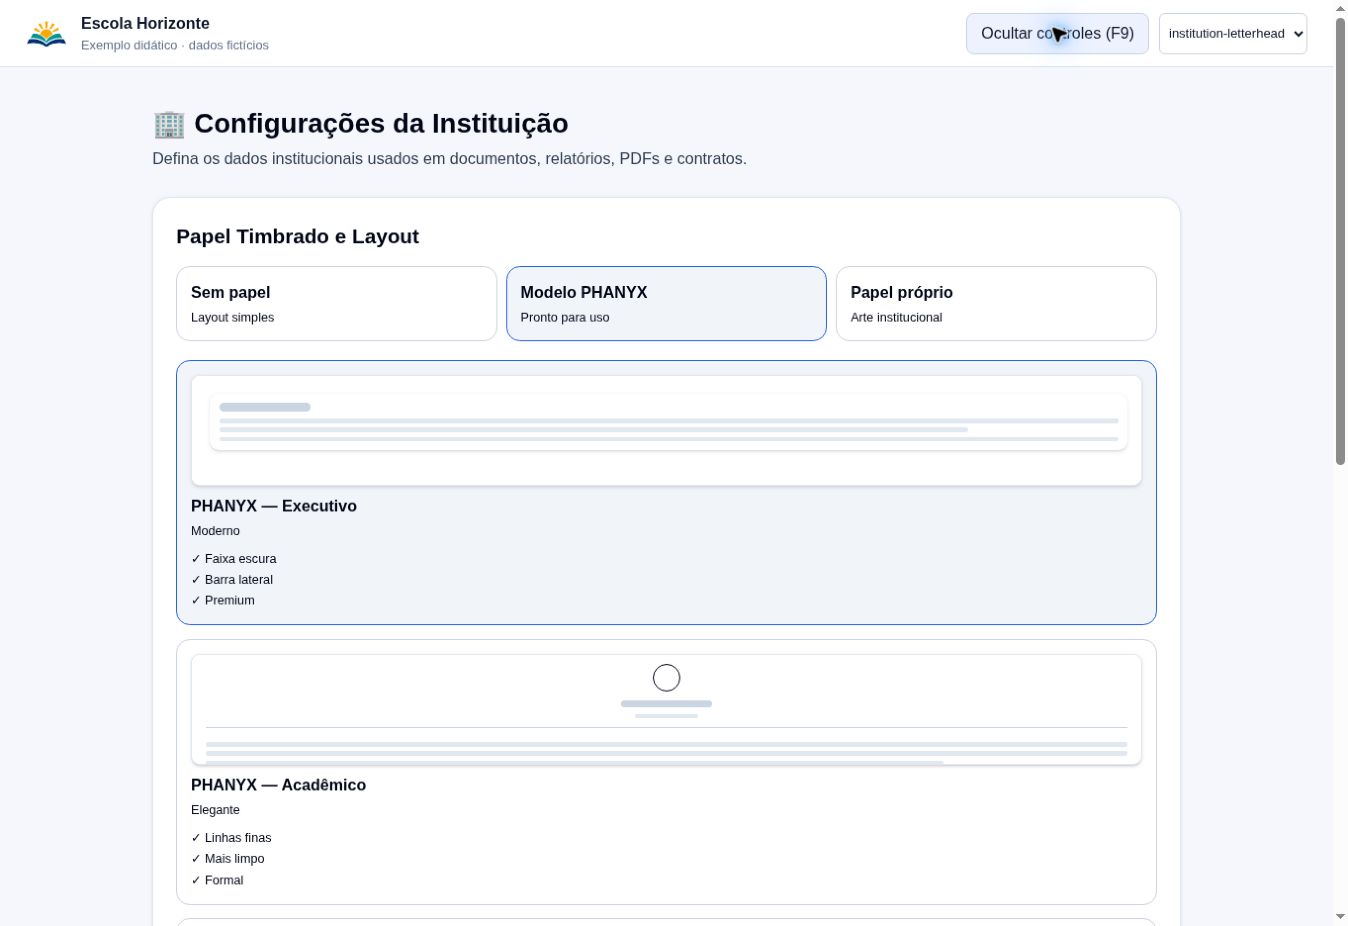 Escola Horizonte
Exemplo didático · dados fictícios
Ocultar controles (F9)
institution-letterhead
🏢 Configurações da Instituição
Defina os dados institucionais usados em documentos, relatórios, PDFs e contratos.
Papel Timbrado e Layout
Sem papel
Layout simples
Modelo PHANYX
Pronto para uso
Papel próprio
Arte institucional
PHANYX — Executivo
Moderno
✓ Faixa escura
✓ Barra lateral
✓ Premium
PHANYX — Acadêmico
Elegante
✓ Linhas finas
✓ Mais limpo
✓ Formal